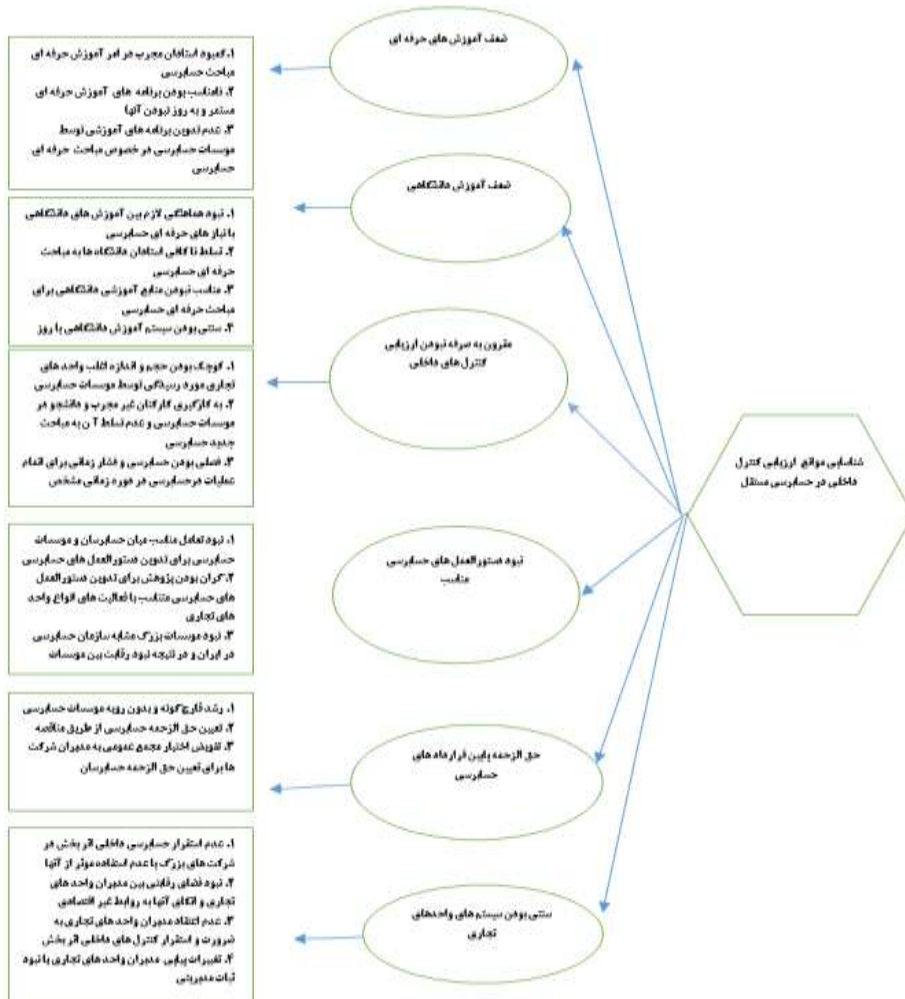 شناسایی موانع ارزیابی کنترل
داخلی در حسابرسی مستقل
ضعف آموزش های حرفه ای
۱. کمبود استادان مجرب در امر آموزش حرفه ای
مباحث حسابرسی
۲. نامناسب بودن برنامه های آموزش حرفه ای
مستمر و به روز نبودن آنها
۳. عدم تدوین برنامه های آموزشی توسط
موسسات حسابرسی در خصوص مباحث حرفه ای
حسابرسی
ضعف آموزش دانشگاهی
۱. نبود هماهنگی لازم بین آموزش های دانشگاهی
با نیاز های حرفه ای حسابرسی
۲. تسلط نا کافی استادان دانشگاه ها به مباحث
حرفه ای حسابرسی
۳. مناسب نبودن منابع آموزشی دانشگاهی برای
مباحث حرفه ای حسابرسی
۴. سنتی بودن سیستم آموزش دانشگاهی با روز
مقرون به صرفه نبودن ارزیابی
کنترل های داخلی
۱. کوچک بودن حجم و اندازه اغلب واحد های
تجاری مورد رسیدگی توسط موسسات حسابرسی
۲. به کارگیری کارکنان غیر مجرب و دانشجو در
موسسات حسابرسی و عدم تسلط آن به مباحث
جدید حسابرسی
۳. فصلی بودن حسابرسی و فشار زمانی برای اتمام
عملیات درحسابرسی در دوره زمانی مشخص
نبود دستورالعمل های حسابرسی
مناسب
۱. نبود تعامل مناسب میان حسابرسان و موسسات
حسابرسی برای تدوین دستورالعمل های حسابرسی
۲. گران بودن پژوهش برای تدوین دستورالعمل
های حسابرسی متناسب با فعالیت های انواع واحد
های تجاری
۳. نبود موسسات بزرگ مشابه سازمان حسابرسی
در ایران و در نتیجه نبود رقابت بین موسسات
حق الزحمه پایین قرارداد های
حسابرسی
۱. رشد قارچ گونه و بدون رویه موسسات حسابرسی
۲. تعیین حق الزحمه حسابرسی از طریق مناقصه
۳. تفویض اختیار مجمع عمومی به مدیران شرکت
ها برای تعیین حق الزحمه حسابرسان
سنتی بودن سیستم های واحدهای
تجاری
۱. عدم استقرار حسابرسی داخلی اثر بخش در
شرکت های بزرگ با عدم استفاده موثر از آنها
۲. نبود فضای رقابتی بین مدیران واحد های
تجاری و اتکای آنها به روابط غیر اقتصادی
۳. عدم اعتقاد مدیران واحد های تجاری به
ضرورت و استقرار کنترل های داخلی اثر بخش
۴. تغییرات پیاپی مدیران واحد های تجاری با نبود
ثبات مدیریتی